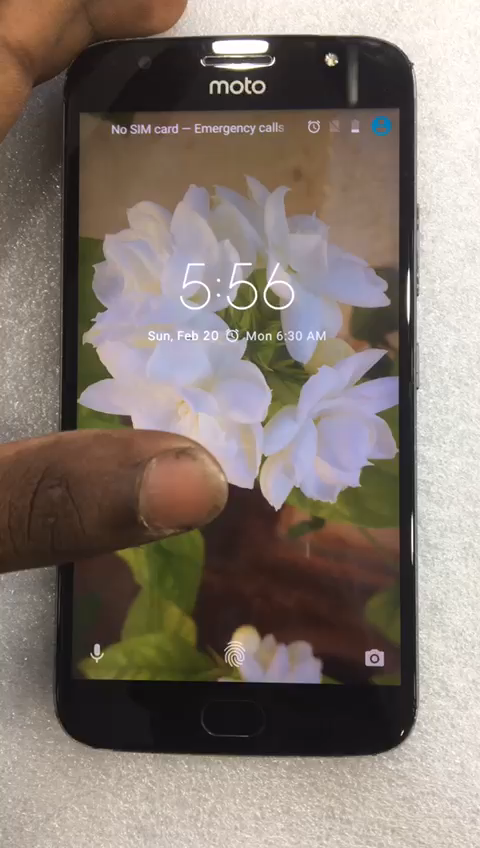 moto
No SIM card — Emergency calls
5:56
Sun, Feb 20 Mon 6:30 AM